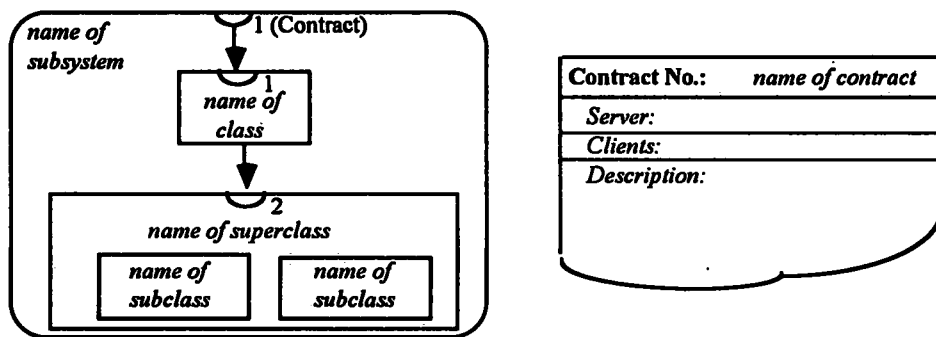 name of
subsystem
1 (Contract)
1
name of
class
2
name of superclass
name of
subclass
name of
subclass
Contract No.: name of contract
Server:
Clients:
Description: